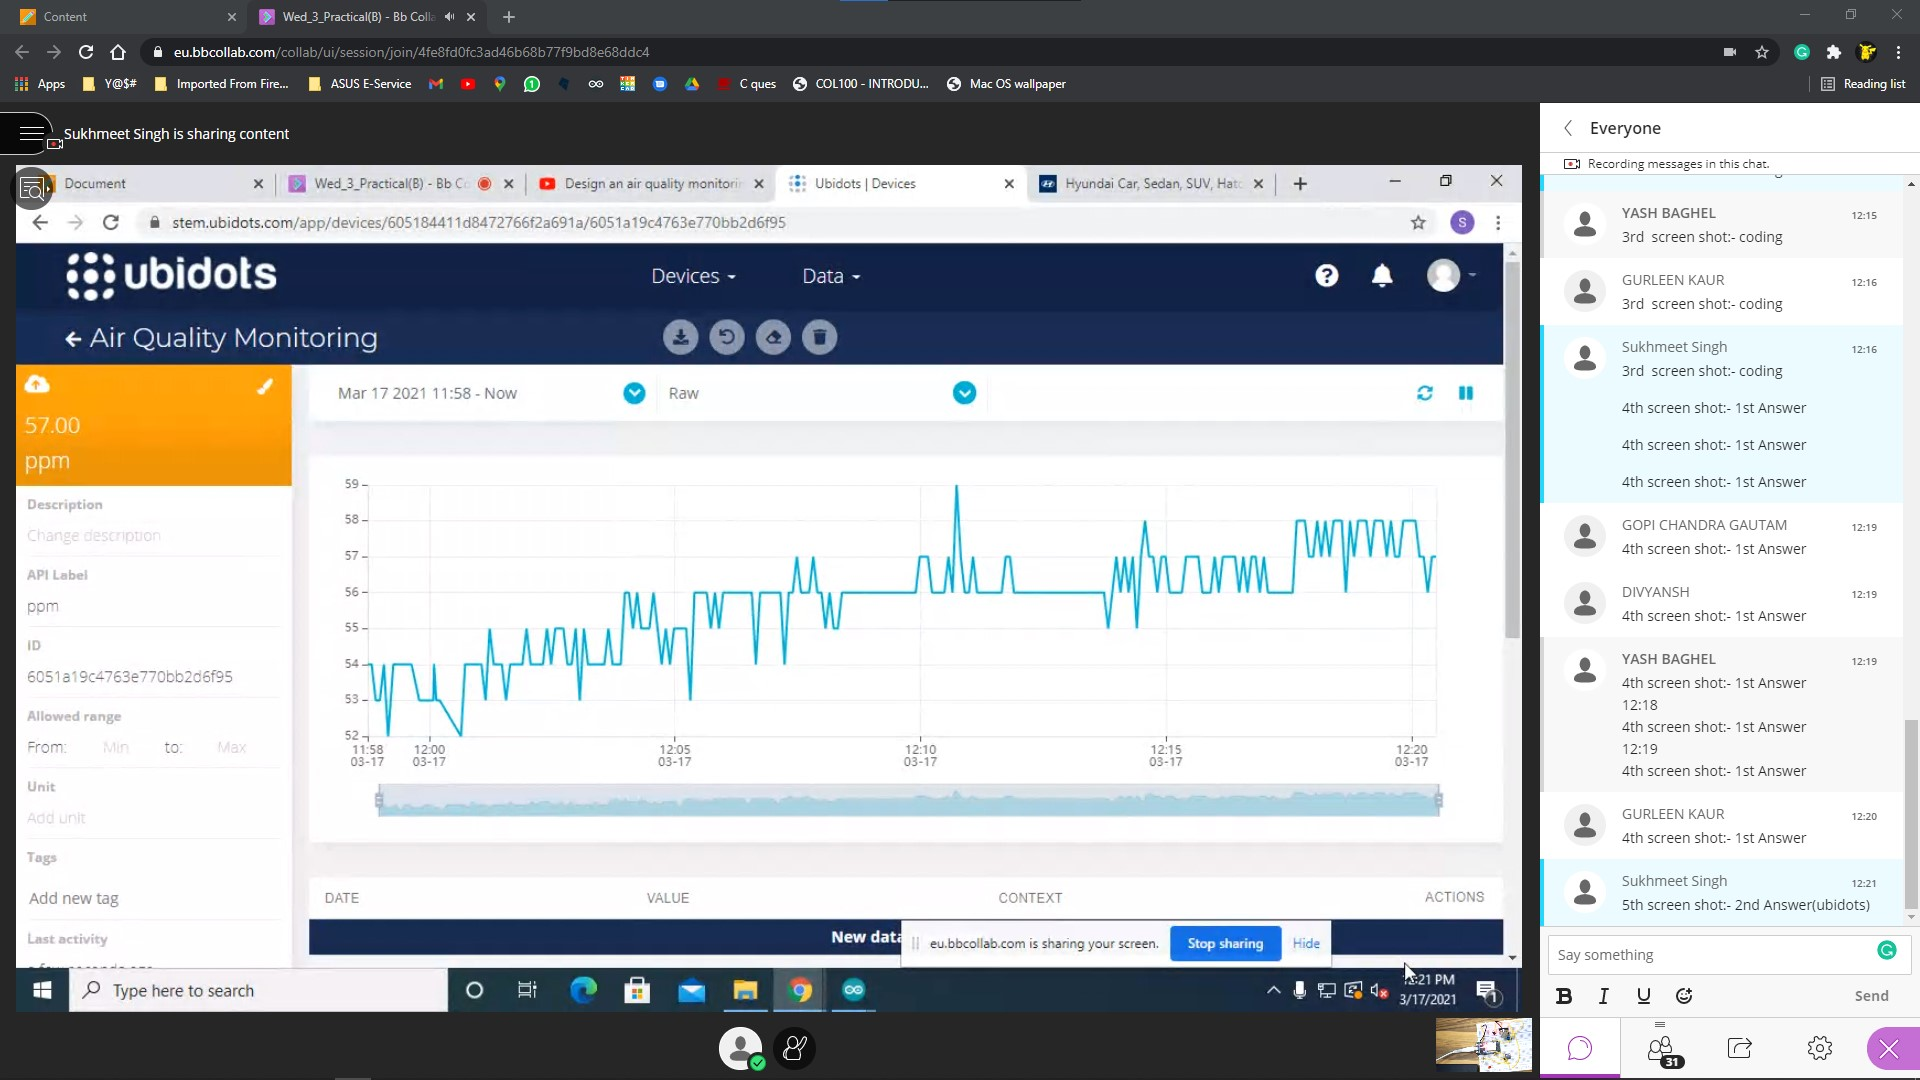 Content
Wed_3_Practical(B) - Bb Colla
eu.bbcollab.com/collab/ui/session/join/4fe8fd0fc3ad46b68b77f9bd8e68ddc4
Apps
Y@$#
Imported From Fire...
ASUS E-Service
C ques
COL100 - INTRODU...
Mac OS wallpaper
Reading list
Sukhmeet Singh is sharing content
Document
Wed_3_Practical(B) - Bb Co
Design an air quality monitorin
Ubidots | Devices
Hyundai Car, Sedan, SUV, Hatc
stem.ubidots.com/app/devices/605184411d8472766f2a691a/6051a19c4763e770bb2d6f95
S
ubidots
Devices
Data
Air Quality Monitoring
57.00
ppm
Mar 17 2021 11:58 - Now
Raw
Description
Change description
API Label
ppm
ID
6051a19c4763e770bb2d6f95
Allowed range
From: Min to: Max
Unit
Add unit
Tags
Add new tag
Last activity
a few seconds ago
59
58
57
56
55
54
53
52
11:58 12:00 12:05 12:10 12:15 12:20
03-17 03-17 03-17 03-17 03-17 03-17
DATE VALUE CONTEXT ACTIONS
New data
eu.bbcollab.com is sharing your screen.
Stop sharing
Hide
Type here to search
12:21 PM
3/17/2021
1
Everyone
Recording messages in this chat.
YASH BAGHEL 12:15
3rd screen shot:- coding
GURLEEN KAUR 12:16
3rd screen shot:- coding
Sukhmeet Singh 12:16
3rd screen shot:- coding
4th screen shot:- 1st Answer
4th screen shot:- 1st Answer
4th screen shot:- 1st Answer
GOPI CHANDRA GAUTAM 12:19
4th screen shot:- 1st Answer
DIVYANSH 12:19
4th screen shot:- 1st Answer
YASH BAGHEL 12:19
4th screen shot:- 1st Answer
12:18
4th screen shot:- 1st Answer
12:19
4th screen shot:- 1st Answer
GURLEEN KAUR 12:20
4th screen shot:- 1st Answer
Sukhmeet Singh 12:21
5th screen shot:- 2nd Answer(ubidots)
Say something
B I U
Send
31